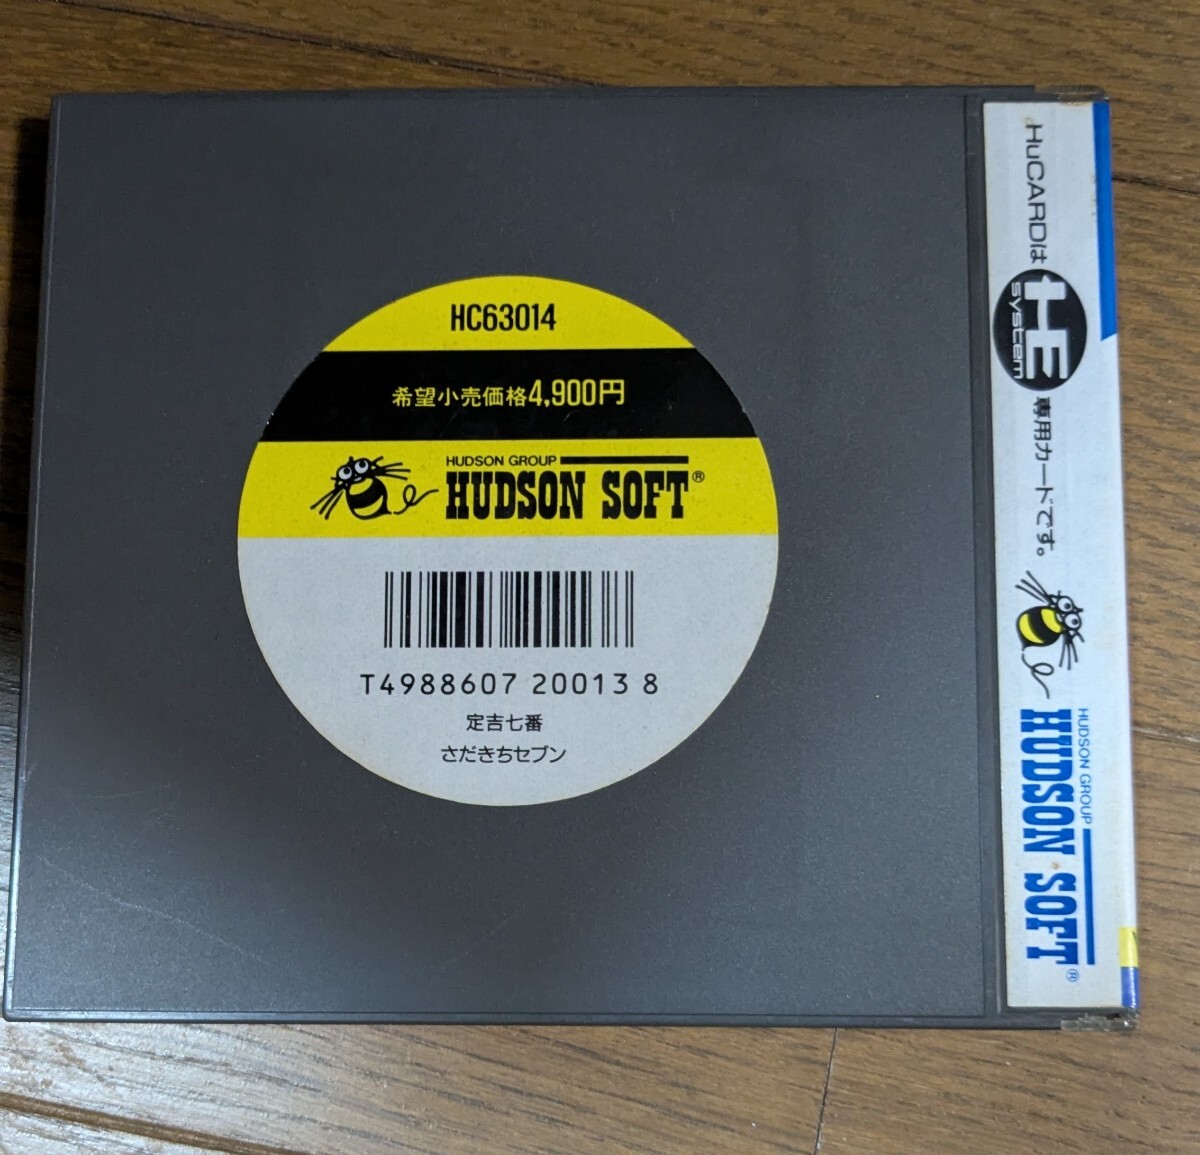 HC63014
希望小売価格4,900円
HUDSON GROUP
HUDSON SOFT®
T4988607 20013 8
定吉七番
さだきちセブン
HuCARDは HE system 専用カードです。
HUDSON GROUP
HUDSON SOFT®